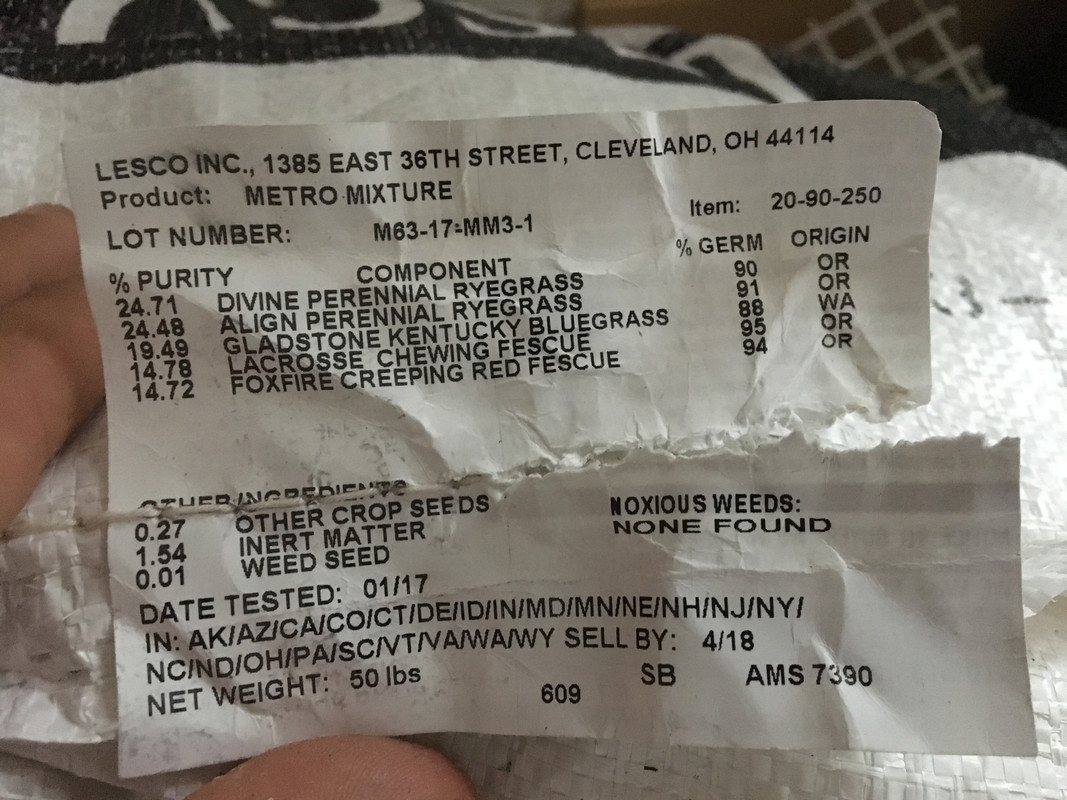 LESCO INC., 1385 EAST 36TH STREET, CLEVELAND, OH 44114
Product: METRO MIXTURE
Item: 20-90-250
LOT NUMBER: M63-17-MM3-1
% PURITY COMPONENT % GERM ORIGIN
24.71 DIVINE PERENNIAL RYEGRASS 90 OR
24.48 ALIGN PERENNIAL RYEGRASS 91 OR
19.49 GLADSTONE KENTUCKY BLUEGRASS 88 WA
14.78 LACROSSE CHEWING FESCUE 95 OR
14.72 FOXFIRE CREEPING RED FESCUE 94 OR
OTHER INGREDIENTS
0.27 OTHER CROP SEEDS NOXIOUS WEEDS:
1.54 INERT MATTER NONE FOUND
0.01 WEED SEED
DATE TESTED: 01/17
IN: AK/AZ/CA/CO/CT/DE/ID/IN/MD/MN/NE/NH/NJ/NY/
NC/ND/OH/PA/SC/VT/VA/WA/WY SELL BY: 4/18
NET WEIGHT: 50 lbs SB AMS 7390
609